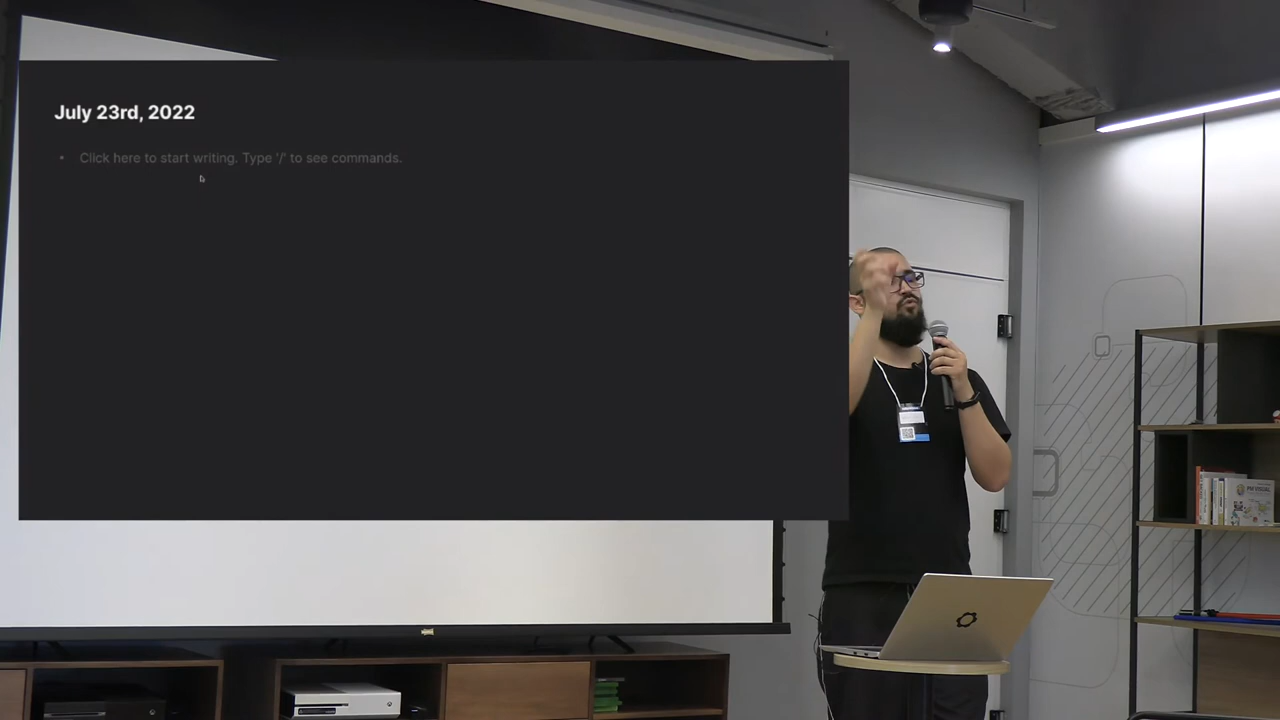 July 23rd, 2022
Click here to start writing. Type '/' to see commands.